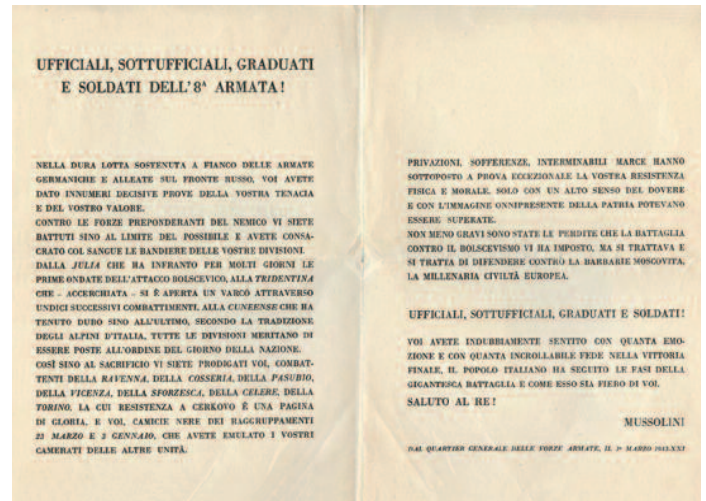 UFFICIALI, SOTTUFFICIALI, GRADUATI
E SOLDATI DELL'8ᴬ ARMATA!
NELLA DURA LOTTA SOSTENUTA A FIANCO DELLE ARMATE
GERMANICHE E ALLEATE SUL FRONTE RUSSO, VOI AVETE
DATO INNUMERI DECISIVE PROVE DELLA VOSTRA TENACIA
E DEL VOSTRO VALORE.
CONTRO LE FORZE PREPONDERANTI DEL NEMICO VI SIETE
BATTUTI SINO AL LIMITE DEL POSSIBILE E AVETE CONSA-
CRATO COL SANGUE LE BANDIERE DELLE VOSTRE DIVISIONI.
DALLA JULIA CHE HA INFRANTO PER MOLTI GIORNI LE
PRIME ONDATE DELL'ATTACCO BOLSCEVICO, ALLA TRIDENTINA
CHE - ACCERCHIATA - SI È APERTA UN VARCO ATTRAVERSO
UNDICI SUCCESSIVI COMBATTIMENTI, ALLA CUNEENSE CHE HA
TENUTO DURO SINO ALL'ULTIMO, SECONDO LA TRADIZIONE
DEGLI ALPINI D'ITALIA, TUTTE LE DIVISIONI MERITANO DI
ESSERE POSTE ALL'ORDINE DEL GIORNO DELLA NAZIONE.
COSÌ SINO AL SACRIFICIO VI SIETE PRODIGATI VOI, COMBAT-
TENTI DELLA RAVENNA, DELLA COSSERIA, DELLA PASUBIO,
DELLA VICENZA, DELLA SFORZESCA, DELLA CELERE, DELLA
TORINO, LA CUI RESISTENZA A CERKOVO È UNA PAGINA
DI GLORIA, E VOI, CAMICIE NERE DEI RAGGRUPPAMENTI
23 MARZO E 3 GENNAIO, CHE AVETE EMULATO I VOSTRI
CAMERATI DELLE ALTRE UNITÀ.
PRIVAZIONI, SOFFERENZE, INTERMINABILI MARCE HANNO
SOTTOPOSTO A PROVA ECCEZIONALE LA VOSTRA RESISTENZA
FISICA E MORALE. SOLO CON UN ALTO SENSO DEL DOVERE
E CON L'IMMAGINE ONNIPRESENTE DELLA PATRIA POTEVANO
ESSERE SUPERATE.
NON MENO GRAVI SONO STATE LE PERDITE CHE LA BATTAGLIA
CONTRO IL BOLSCEVISMO VI HA IMPOSTO, MA SI TRATTAVA E
SI TRATTA DI DIFENDERE CONTRO LA BARBARIE MOSCOVITA,
LA MILLENARIA CIVILTÀ EUROPEA.
UFFICIALI, SOTTUFFICIALI, GRADUATI E SOLDATI!
VOI AVETE INDUBBIAMENTE SENTITO CON QUANTA EMO-
ZIONE E CON QUANTA INCROLLABILE FEDE NELLA VITTORIA
FINALE, IL POPOLO ITALIANO HA SEGUITO LE FASI DELLA
GIGANTESCA BATTAGLIA E COME ESSO SIA FIERO DI VOI.
SALUTO AL RE!
MUSSOLINI
DAL QUARTIER GENERALE DELLE FORZE ARMATE, IL 1º MARZO 1943-XXI